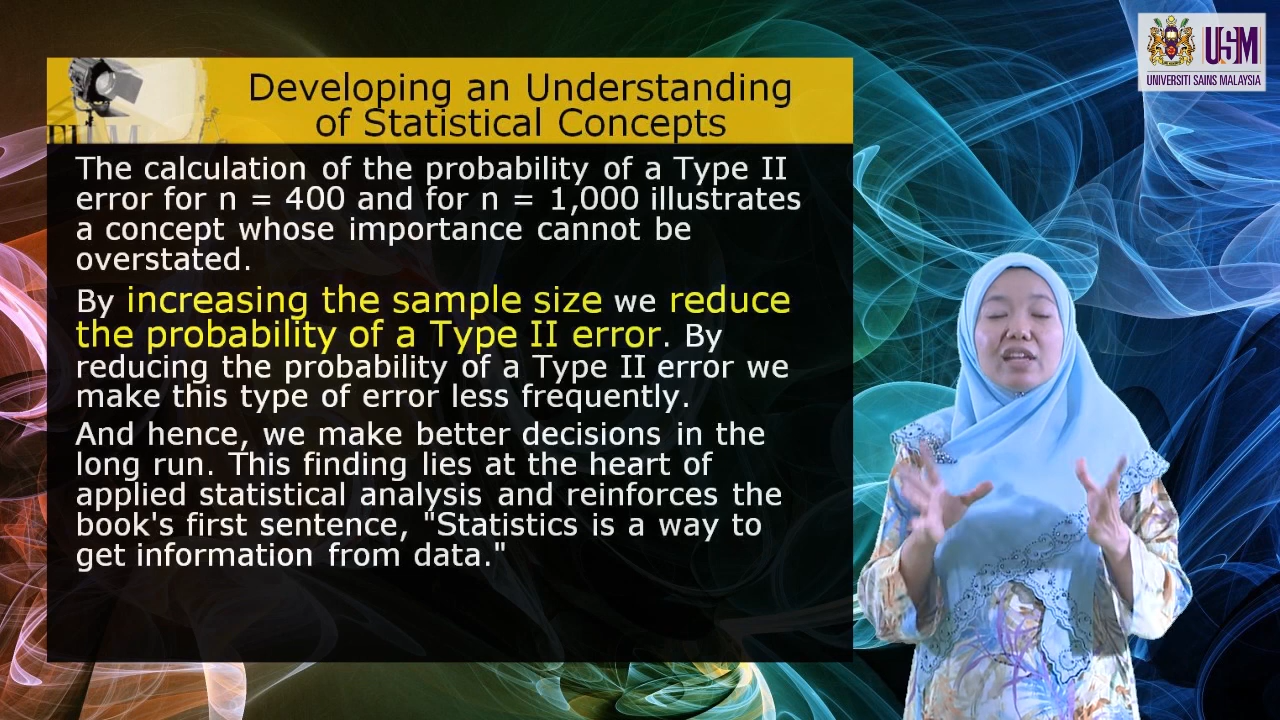 USM
UNIVERSITI SAINS MALAYSIA
Developing an Understanding
of Statistical Concepts
FILM
The calculation of the probability of a Type II
error for n = 400 and for n = 1,000 illustrates
a concept whose importance cannot be
overstated.
By increasing the sample size we reduce
the probability of a Type II error. By
reducing the probability of a Type II error we
make this type of error less frequently.
And hence, we make better decisions in the
long run. This finding lies at the heart of
applied statistical analysis and reinforces the
book's first sentence, "Statistics is a way to
get information from data."